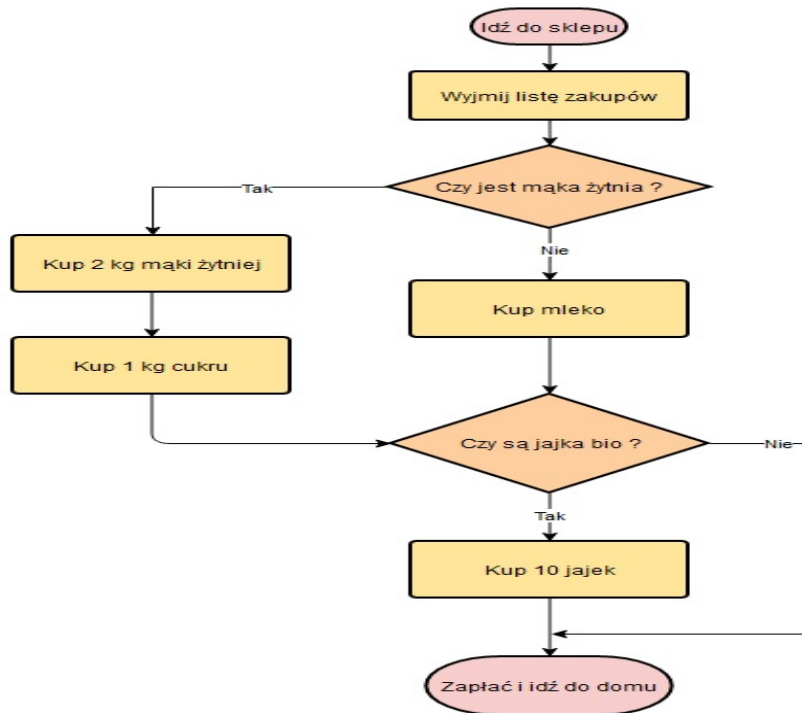 Idź do sklepu
Wyjmij listę zakupów
Czy jest mąka żytnia ?
Tak
Nie
Kup 2 kg mąki żytniej
Kup mleko
Kup 1 kg cukru
Czy są jajka bio ?
Nie
Tak
Kup 10 jajek
Zapłać i idź do domu